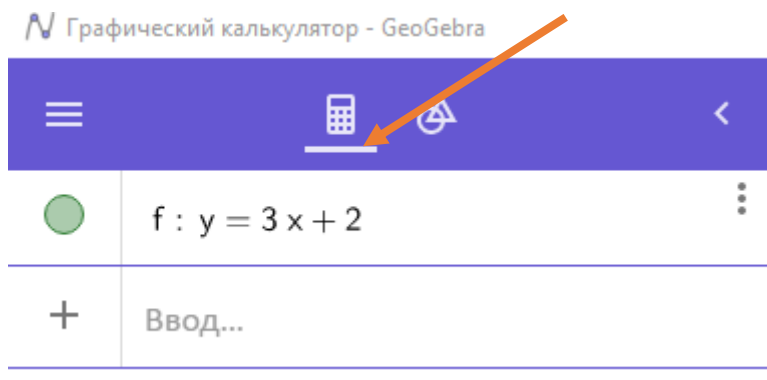 Графический калькулятор - GeoGebra
f : y = 3 x + 2
Ввод...